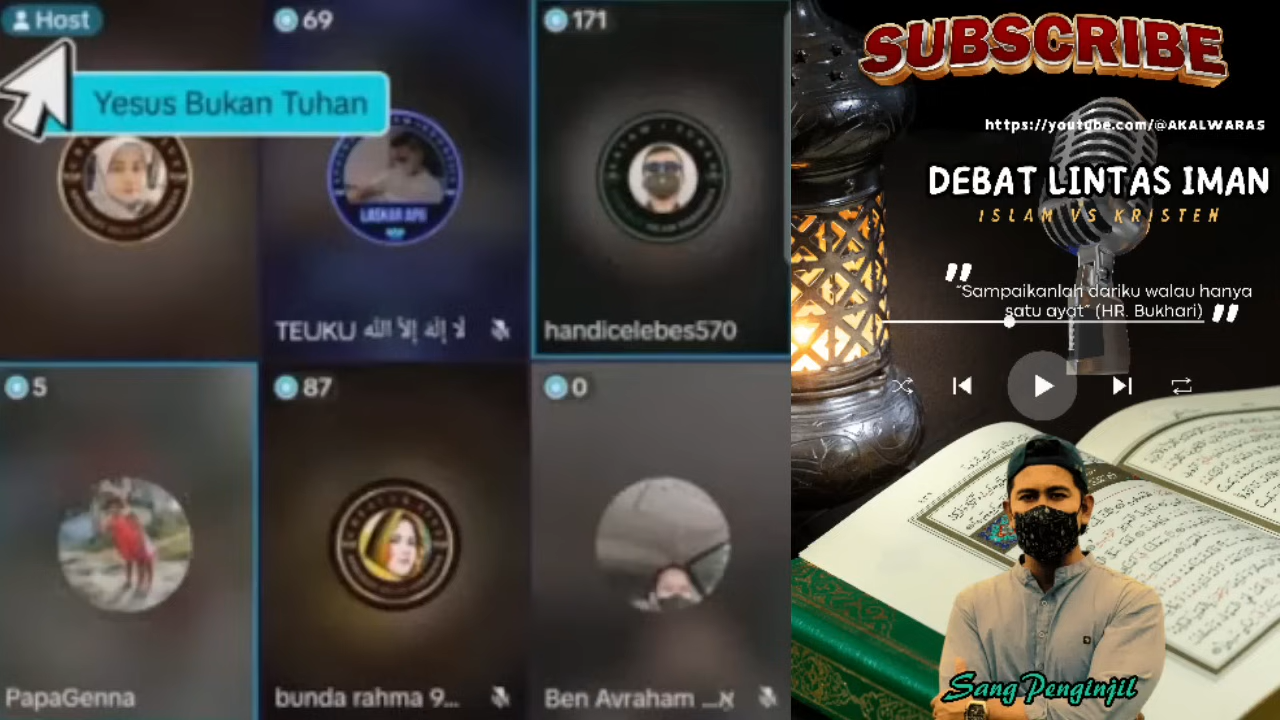 Host
69
171
Yesus Bukan Tuhan
LASKAR API
TEUKU لا إله إلا الله
handicelebes570
5
87
0
PapaGenna
bunda rahma 9...
Ben Avraham ...א
SUBSCRIBE
https://youtube.com/@AKALWARAS
DEBAT LINTAS IMAN
ISLAM VS KRISTEN
"Sampaikanlah dariku walau hanya
satu ayat" (HR. Bukhari)
Sang Penginjil